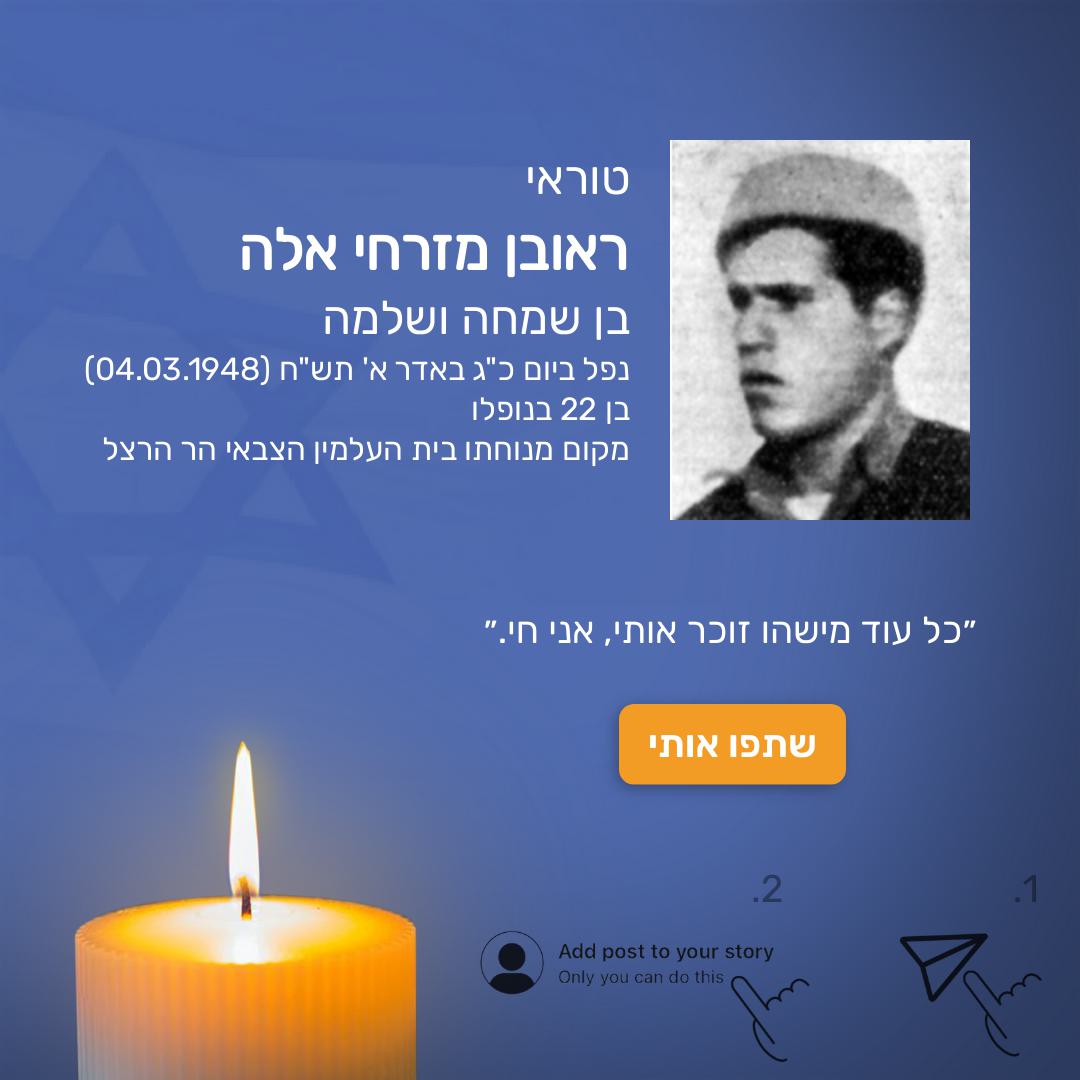 טוראי
ראובן מזרחי אלה
בן שמחה ושלמה
נפל ביום כ"ג באדר א' תש"ח (04.03.1948)
בן 22 בנופלו
מקום מנוחתו בית העלמין הצבאי הר הרצל
״כל עוד מישהו זוכר אותי, אני חי.״
שתפו אותי
1.
2.
Add post to your story
Only you can do this